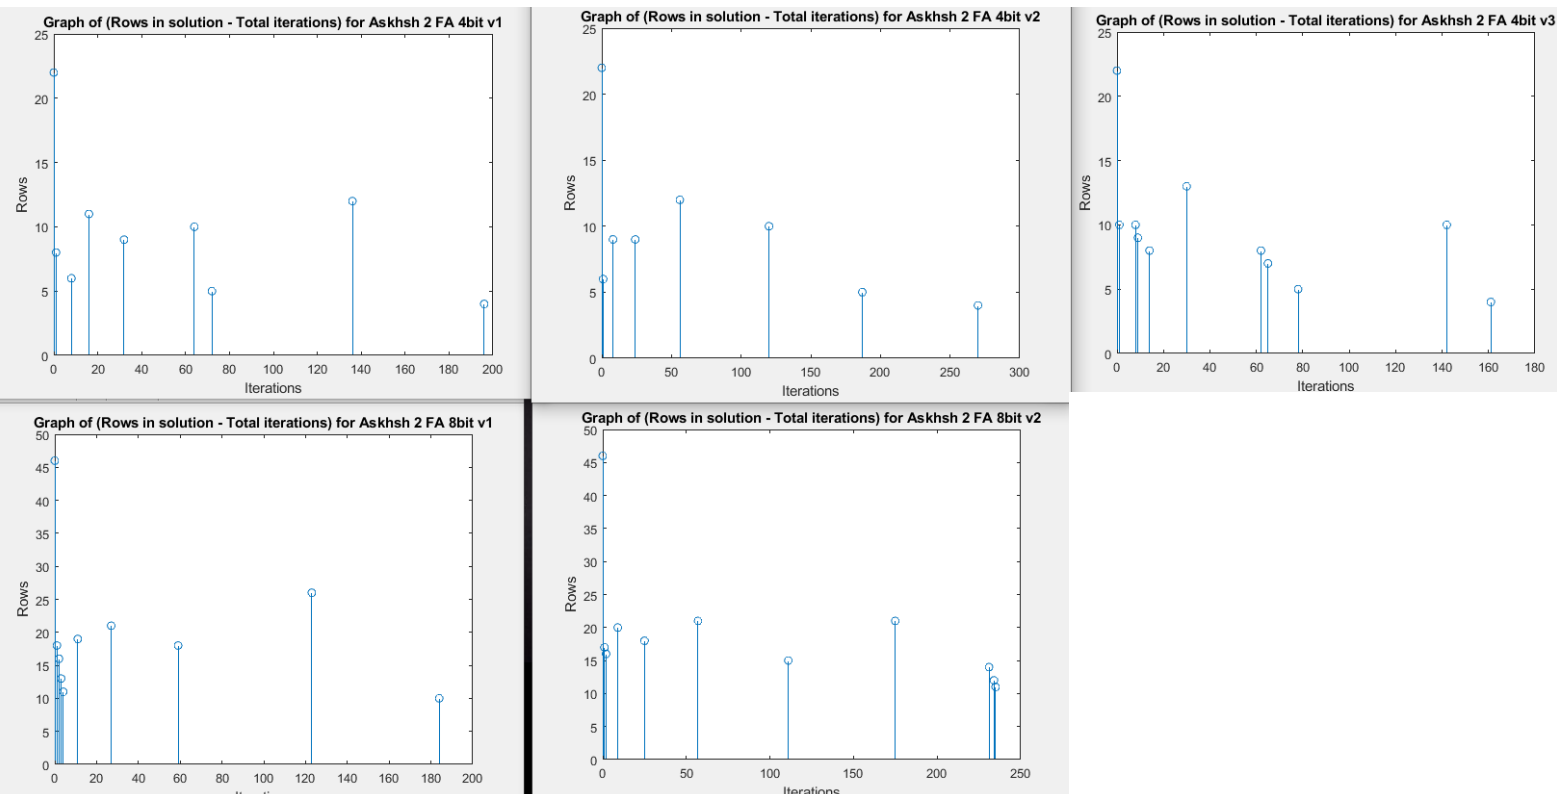 Graph of (Rows in solution - Total iterations) for Askhsh 2 FA 4bit v1
25
20
15
10
5
0
Rows
0 20 40 60 80 100 120 140 160 180 200
Iterations
Graph of (Rows in solution - Total iterations) for Askhsh 2 FA 4bit v2
25
20
15
10
5
0
Rows
0 50 100 150 200 250 300
Iterations
Graph of (Rows in solution - Total iterations) for Askhsh 2 FA 4bit v3
25
20
15
10
5
0
Rows
0 20 40 60 80 100 120 140 160 180
Iterations
Graph of (Rows in solution - Total iterations) for Askhsh 2 FA 8bit v1
50
45
40
35
30
25
20
15
10
5
0
Rows
0 20 40 60 80 100 120 140 160 180 200
Graph of (Rows in solution - Total iterations) for Askhsh 2 FA 8bit v2
50
45
40
35
30
25
20
15
10
5
0
Rows
0 50 100 150 200 250
Iterations